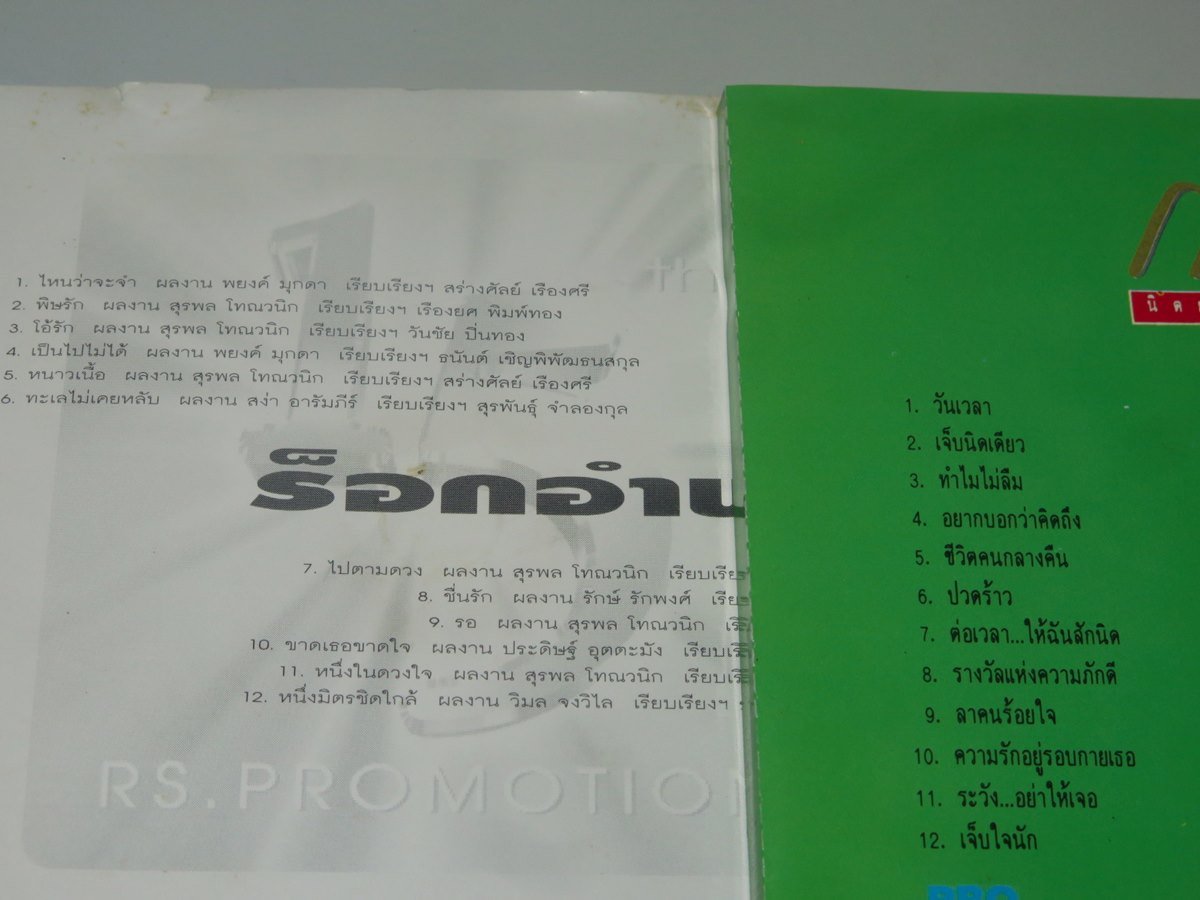 1. ไหนว่าจะจำ ผลงาน พยงค์ มุกดา เรียบเรียงฯ สร่างศัลย์ เรืองศรี
2. พิษรัก ผลงาน สุรพล โทณวนิก เรียบเรียงฯ เรืองยศ พิมพ์ทอง
3. โอ้รัก ผลงาน สุรพล โทณวนิก เรียบเรียงฯ วันชัย ปิ่นทอง
4. เป็นไปไม่ได้ ผลงาน พยงค์ มุกดา เรียบเรียงฯ ธนันต์ เชิญพิพัฒธนสกุล
5. หนาวเนื้อ ผลงาน สุรพล โทณวนิก เรียบเรียงฯ สร่างศัลย์ เรืองศรี
6. ทะเลไม่เคยหลับ ผลงาน สง่า อารัมภีร์ เรียบเรียงฯ สุรพันธุ์ จำลองกุล
ร็อกอำน
7. ไปตามดวง ผลงาน สุรพล โทณวนิก เรียบเรียง
8. ชื่นรัก ผลงาน รักษ์ รักพงศ์ เรีย
9. รอ ผลงาน สุรพล โทณวนิก
10. ขาดเธอขาดใจ ผลงาน ประดิษฐ์ อุตตะมัง เรียบเรี
11. หนึ่งในดวงใจ ผลงาน สุรพล โทณวนิก เรียบเรี
12. หนึ่งมิตรชิดใกล้ ผลงาน วิมล จงวิไล เรียบเรียงฯ
RS.PROMOTION
1. วันเวลา
2. เจ็บนิดเดียว
3. ทำไมไม่ลืม
4. อยากบอกว่าคิดถึง
5. ชีวิตคนกลางคืน
6. ปวดร้าว
7. ต่อเวลา...ให้ฉันสักนิด
8. รางวัลแห่งความภักดี
9. ลาคนร้อยใจ
10. ความรักอยู่รอบกายเธอ
11. ระวัง...อย่าให้เจอ
12. เจ็บใจนัก